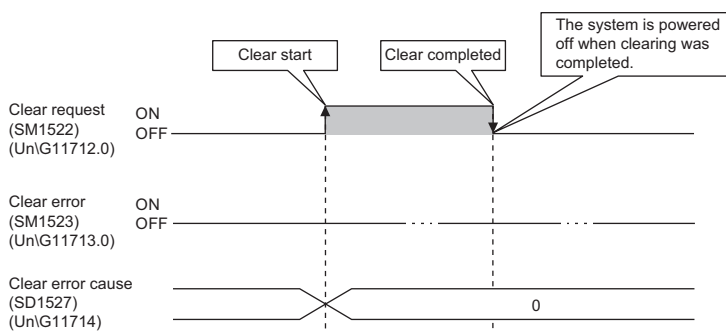 Clear start
Clear completed
The system is powered
off when clearing was
completed.
Clear request
(SM1522)
(Un\G11712.0)
ON
OFF
Clear error
(SM1523)
(Un\G11713.0)
ON
OFF
Clear error cause
(SD1527)
(Un\G11714)
0